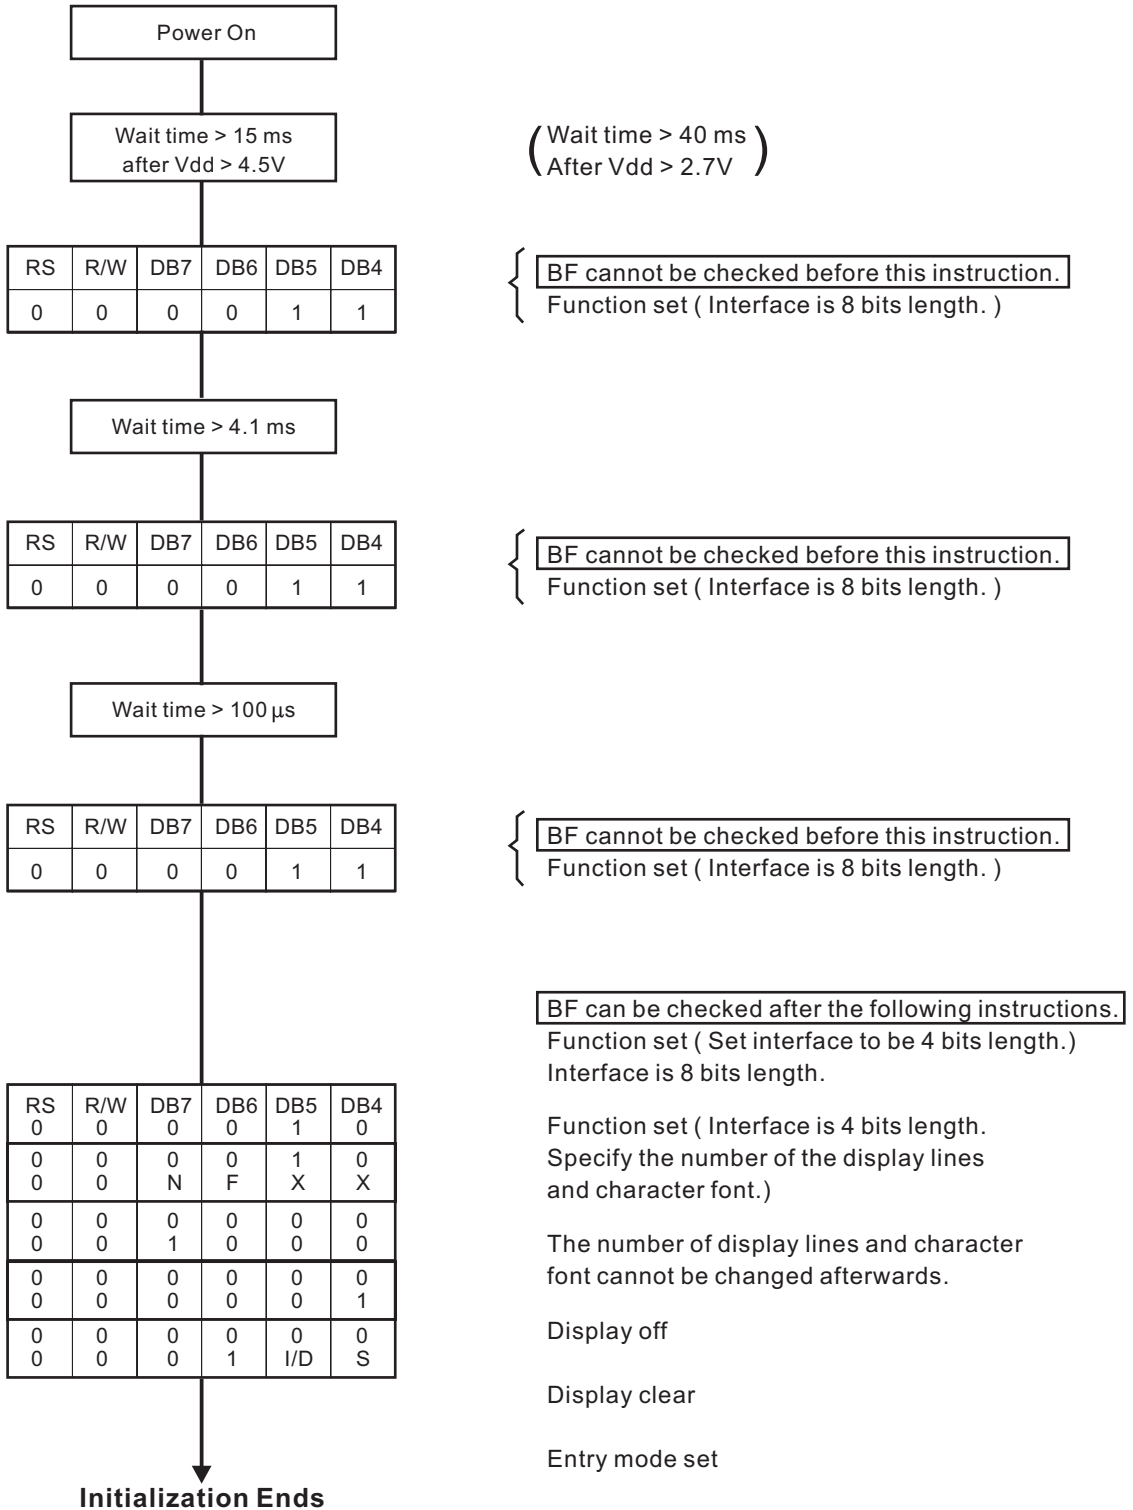 Power On
Wait time > 15 ms
after Vdd > 4.5V
(Wait time > 40 ms
After Vdd > 2.7V)
RS R/W DB7 DB6 DB5 DB4
0 0 0 0 1 1
BF cannot be checked before this instruction.
Function set ( Interface is 8 bits length. )
Wait time > 4.1 ms
RS R/W DB7 DB6 DB5 DB4
0 0 0 0 1 1
BF cannot be checked before this instruction.
Function set ( Interface is 8 bits length. )
Wait time > 100 µs
RS R/W DB7 DB6 DB5 DB4
0 0 0 0 1 1
BF cannot be checked before this instruction.
Function set ( Interface is 8 bits length. )
BF can be checked after the following instructions.
Function set ( Set interface to be 4 bits length.)
Interface is 8 bits length.
RS R/W DB7 DB6 DB5 DB4
0 0 0 0 1 0
0 0 0 0 1 0
0 0 N F X X
0 0 0 0 0 0
0 0 1 0 0 0
0 0 0 0 0 0
0 0 0 0 0 1
0 0 0 0 0 0
0 0 0 1 I/D S
Function set ( Interface is 4 bits length.
Specify the number of the display lines
and character font.)
The number of display lines and character
font cannot be changed afterwards.
Display off
Display clear
Entry mode set
Initialization Ends